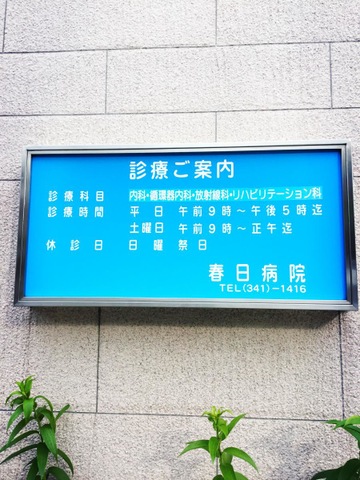 診療ご案内
診療科目 内科・循環器内科・放射線科・リハビリテーション科
診療時間 平日 午前9時～午後5時迄
土曜日 午前9時～正午迄
休診日 日曜祭日
春日病院
TEL(341)-1416